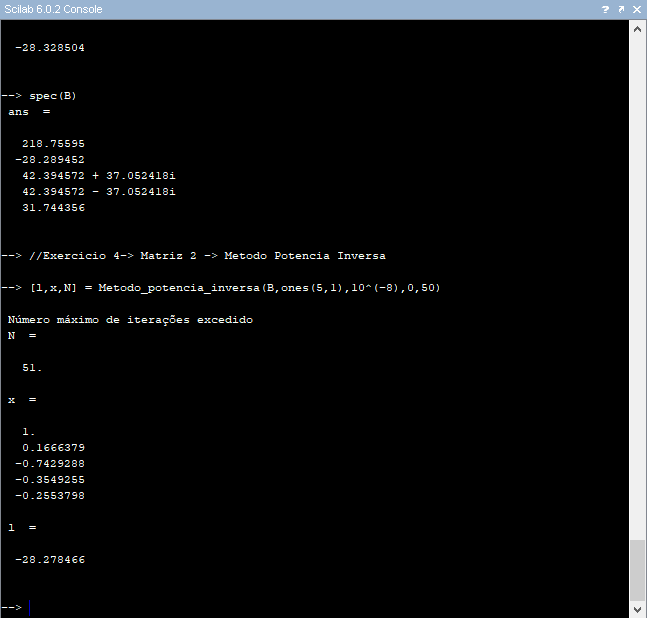 Scilab 6.0.2 Console
-28.328504
--> spec(B)
ans  =
218.75595
-28.289452
42.394572 + 37.052418i
42.394572 - 37.052418i
31.744356
--> //Exercicio 4-> Matriz 2 -> Metodo Potencia Inversa
--> [l,x,N] = Metodo_potencia_inversa(B,ones(5,1),10^(-8),0,50)
Número máximo de iterações excedido
N  =
51.
x  =
1.
0.1666379
-0.7429288
-0.3549255
-0.2553798
l  =
-28.278466
-->